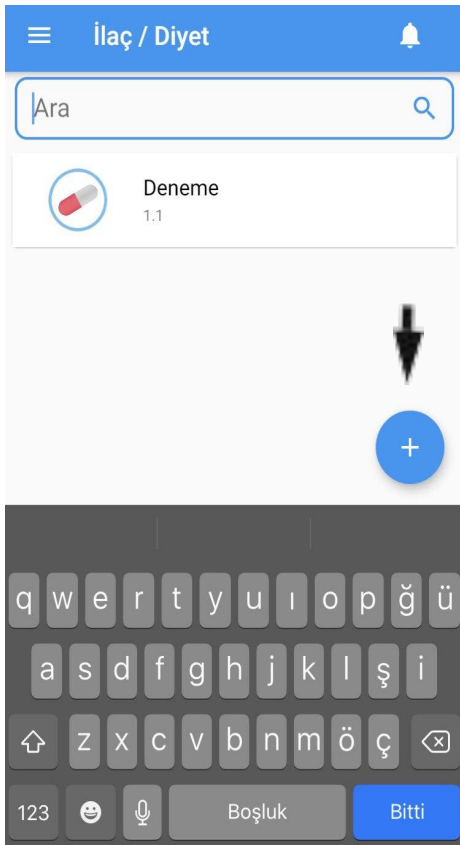 İlaç / Diyet
Ara
Deneme
1.1
+
q w e r t y u ı o p ğ ü
a s d f g h j k l ş i
z x c v b n m ö ç
123 Boşluk Bitti